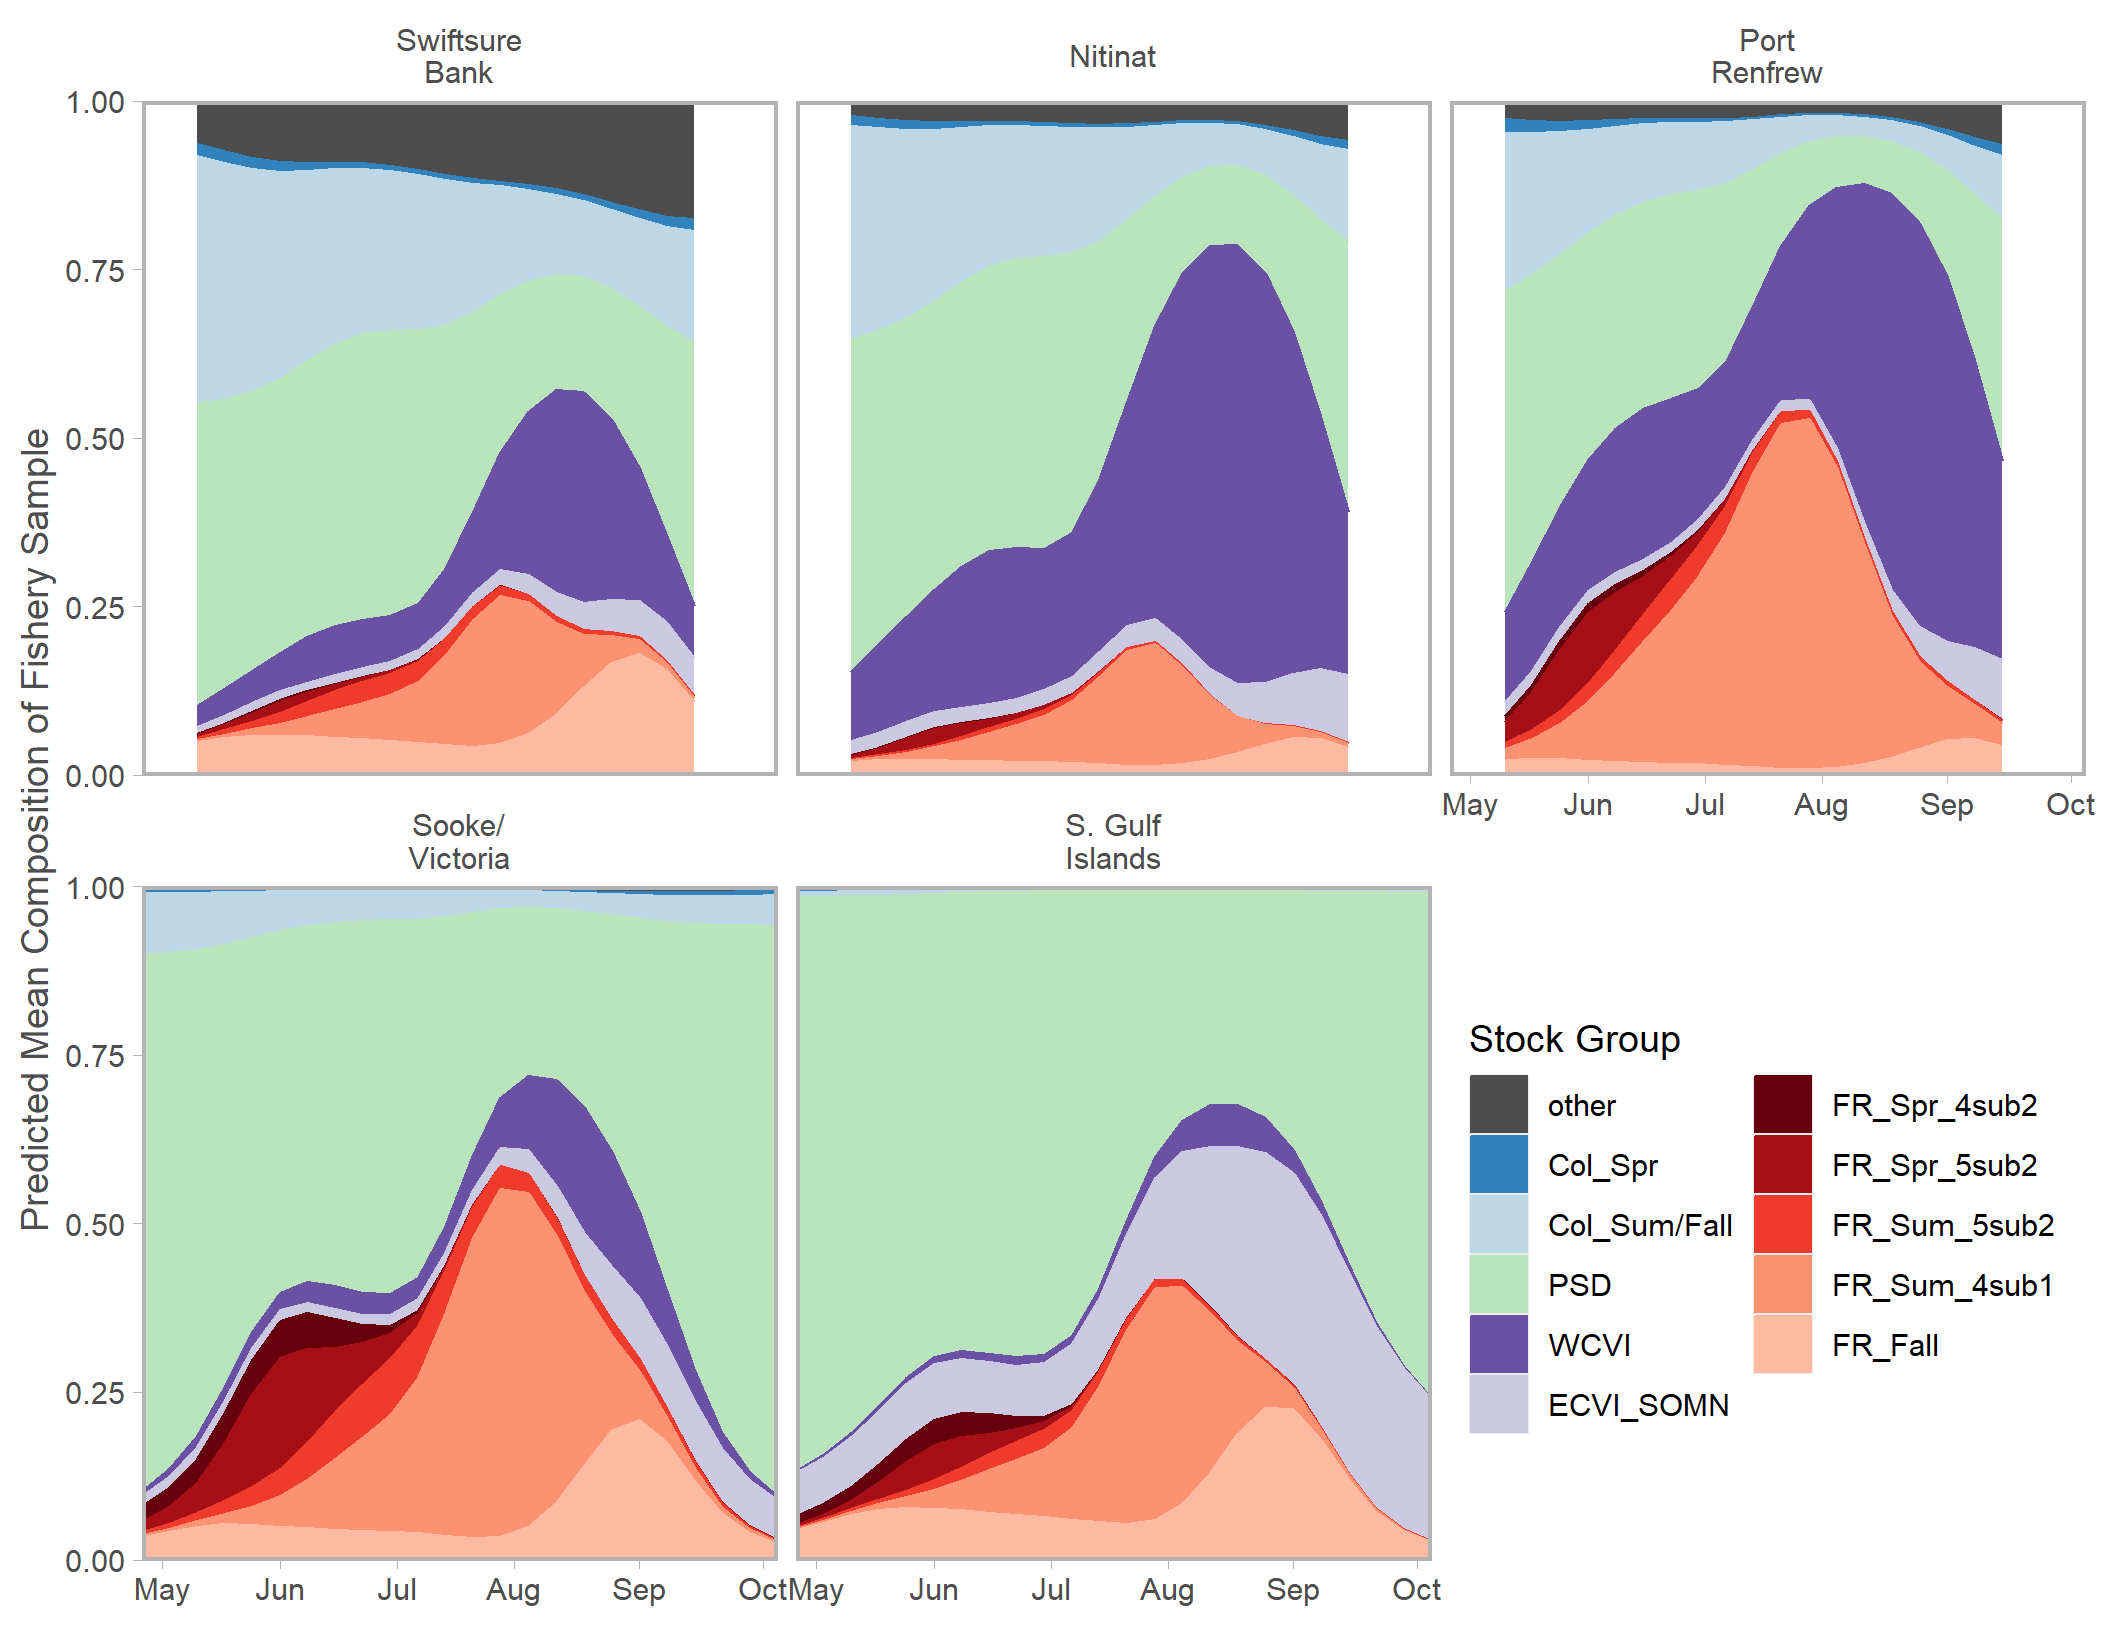 Swiftsure
Bank
Nitinat
Port
Renfrew
1.00
0.75
0.50
0.25
0.00
May Jun Jul Aug Sep Oct
Sooke/
Victoria
S. Gulf
Islands
1.00
0.75
0.50
0.25
0.00
May Jun Jul Aug Sep Oct
May Jun Jul Aug Sep Oct
Predicted Mean Composition of Fishery Sample
Stock Group
other
Col_Spr
Col_Sum/Fall
PSD
WCVI
ECVI_SOMN
FR_Spr_4sub2
FR_Spr_5sub2
FR_Sum_5sub2
FR_Sum_4sub1
FR_Fall